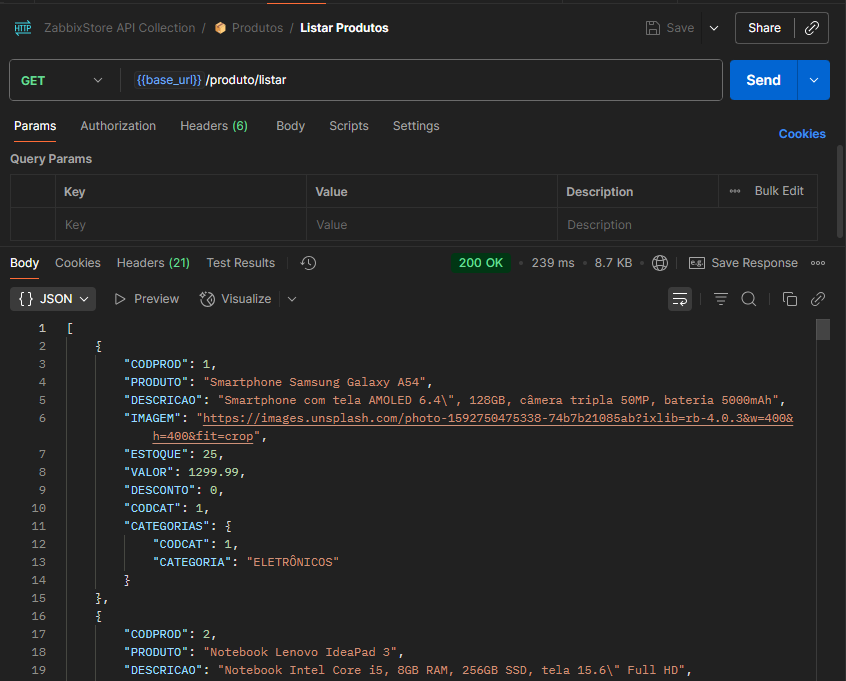 HTTP ZabbixStore API Collection / Produtos / Listar Produtos Save Share
GET {{base_url}} /produto/listar Send
Params Authorization Headers (6) Body Scripts Settings Cookies
Query Params
Key Value Description Bulk Edit
Key Value Description
Body Cookies Headers (21) Test Results 200 OK • 239 ms • 8.7 KB • e.g. Save Response
{} JSON Preview Visualize
1 [
2 {
3 "CODPROD": 1,
4 "PRODUTO": "Smartphone Samsung Galaxy A54",
5 "DESCRICAO": "Smartphone com tela AMOLED 6.4\", 128GB, câmera tripla 50MP, bateria 5000mAh",
6 "IMAGEM": "https://images.unsplash.com/photo-1592750475338-74b7b21085ab?ixlib=rb-4.0.3&w=400&
h=400&fit=crop",
7 "ESTOQUE": 25,
8 "VALOR": 1299.99,
9 "DESCONTO": 0,
10 "CODCAT": 1,
11 "CATEGORIAS": {
12 "CODCAT": 1,
13 "CATEGORIA": "ELETRÔNICOS"
14 }
15 },
16 {
17 "CODPROD": 2,
18 "PRODUTO": "Notebook Lenovo IdeaPad 3",
19 "DESCRICAO": "Notebook Intel Core i5, 8GB RAM, 256GB SSD, tela 15.6\" Full HD",